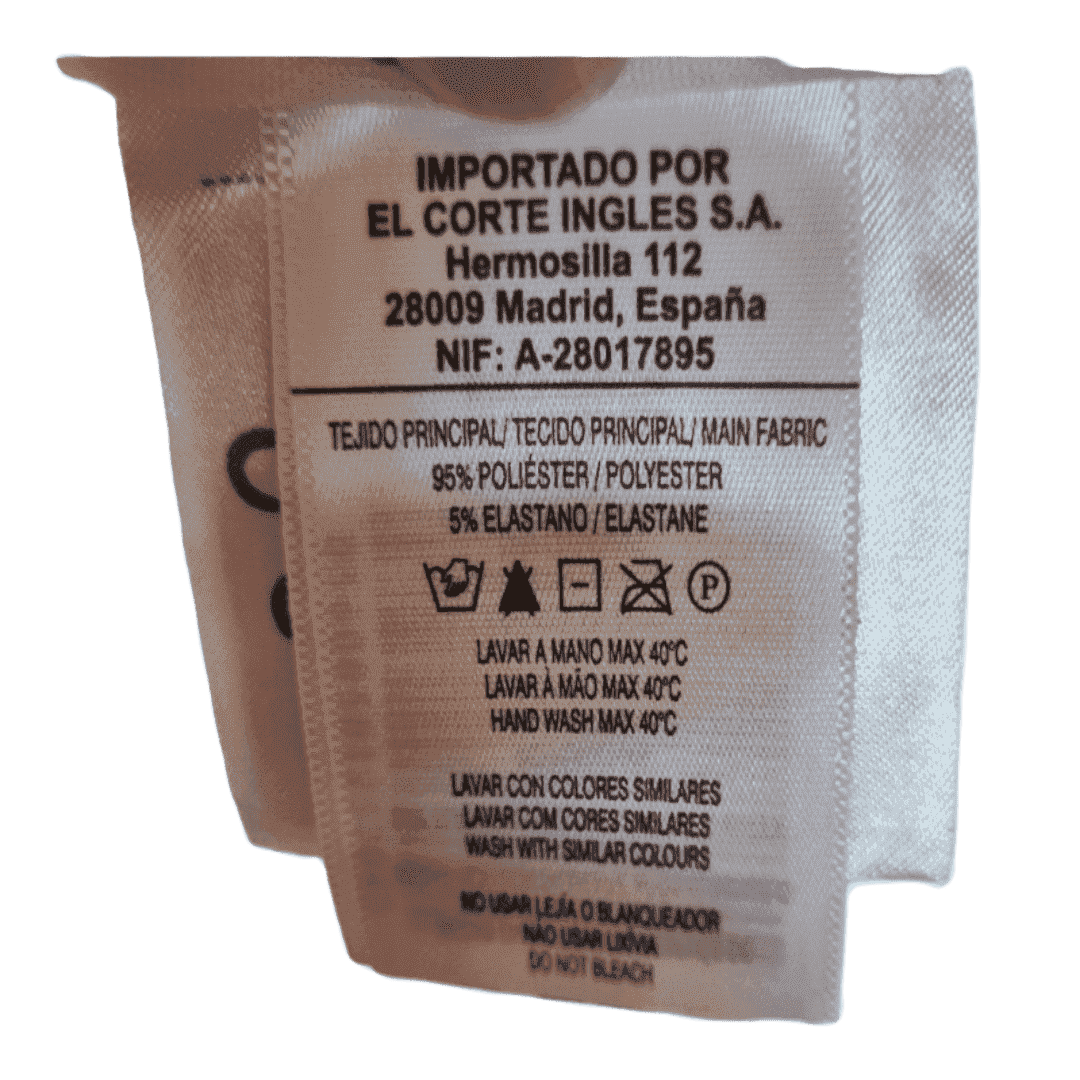 IMPORTADO POR
EL CORTE INGLES S.A.
Hermosilla 112
28009 Madrid, España
NIF: A-28017895
TEJIDO PRINCIPAL/ TECIDO PRINCIPAL/ MAIN FABRIC
95% POLIÉSTER / POLYESTER
5% ELASTANO / ELASTANE
P
LAVAR A MANO MAX 40°C
LAVAR À MÃO MAX 40°C
HAND WASH MAX 40°C
LAVAR CON COLORES SIMILARES
LAVAR COM CORES SIMILARES
WASH WITH SIMILAR COLOURS
NO USAR LEJÍA O BLANQUEADOR
NÃO USAR LIXÍVIA
DO NOT BLEACH